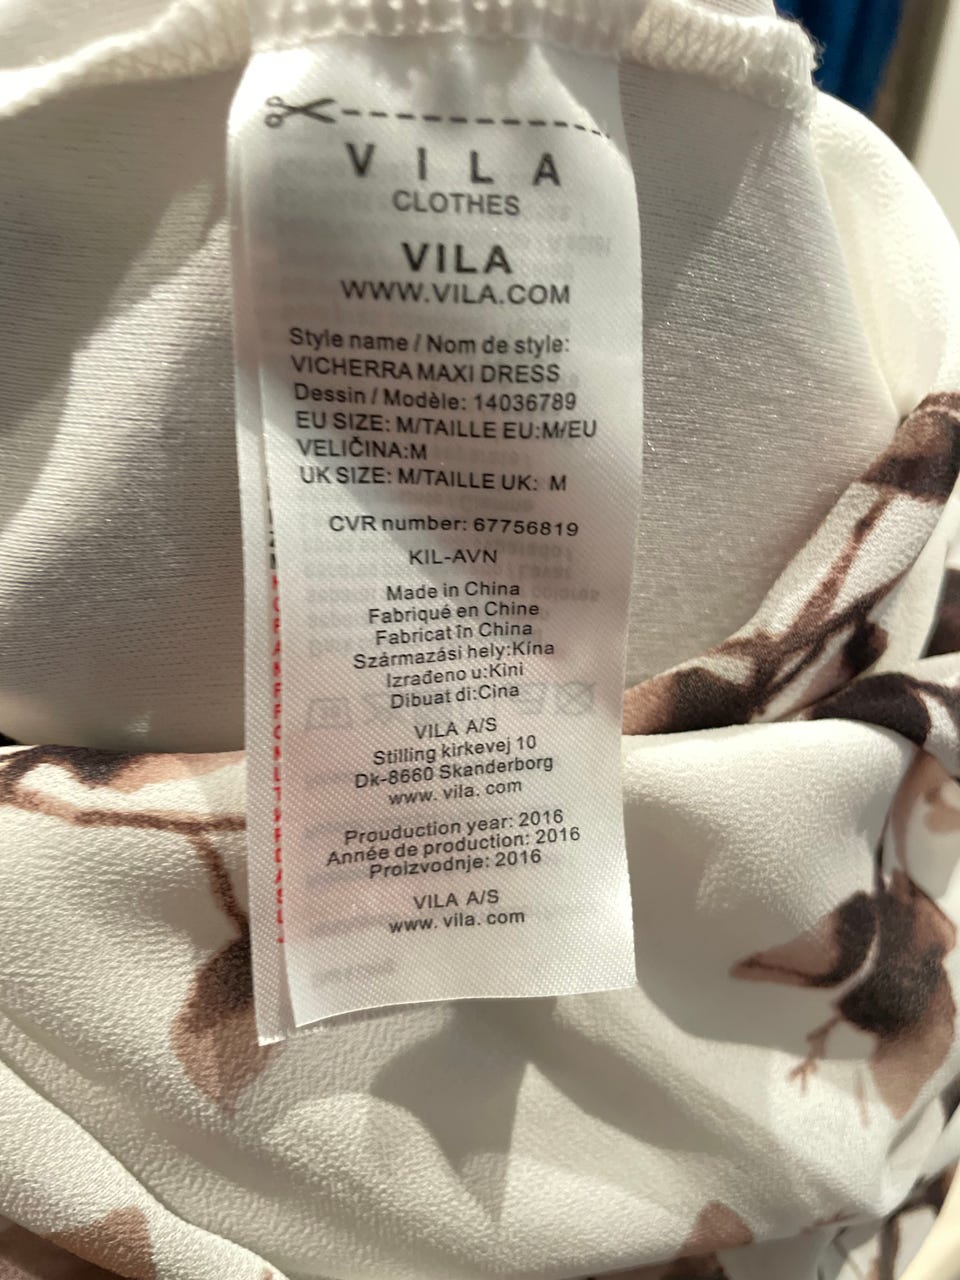 V I L A
CLOTHES
VILA
WWW.VILA.COM
Style name / Nom de style:
VICHERRA MAXI DRESS
Dessin / Modèle: 14036789
EU SIZE: M/TAILLE EU:M/EU
VELIČINA:M
UK SIZE: M/TAILLE UK: M
CVR number: 67756819
KIL-AVN
Made in China
Fabriqué en Chine
Fabricat în China
Származási hely:Kína
Izrađeno u:Kini
Dibuat di:Cina
VILA A/S
Stilling kirkevej 10
Dk-8660 Skanderborg
www. vila. com
Prouduction year: 2016
Année de production: 2016
Proizvodnje: 2016
VILA A/S
www. vila. com